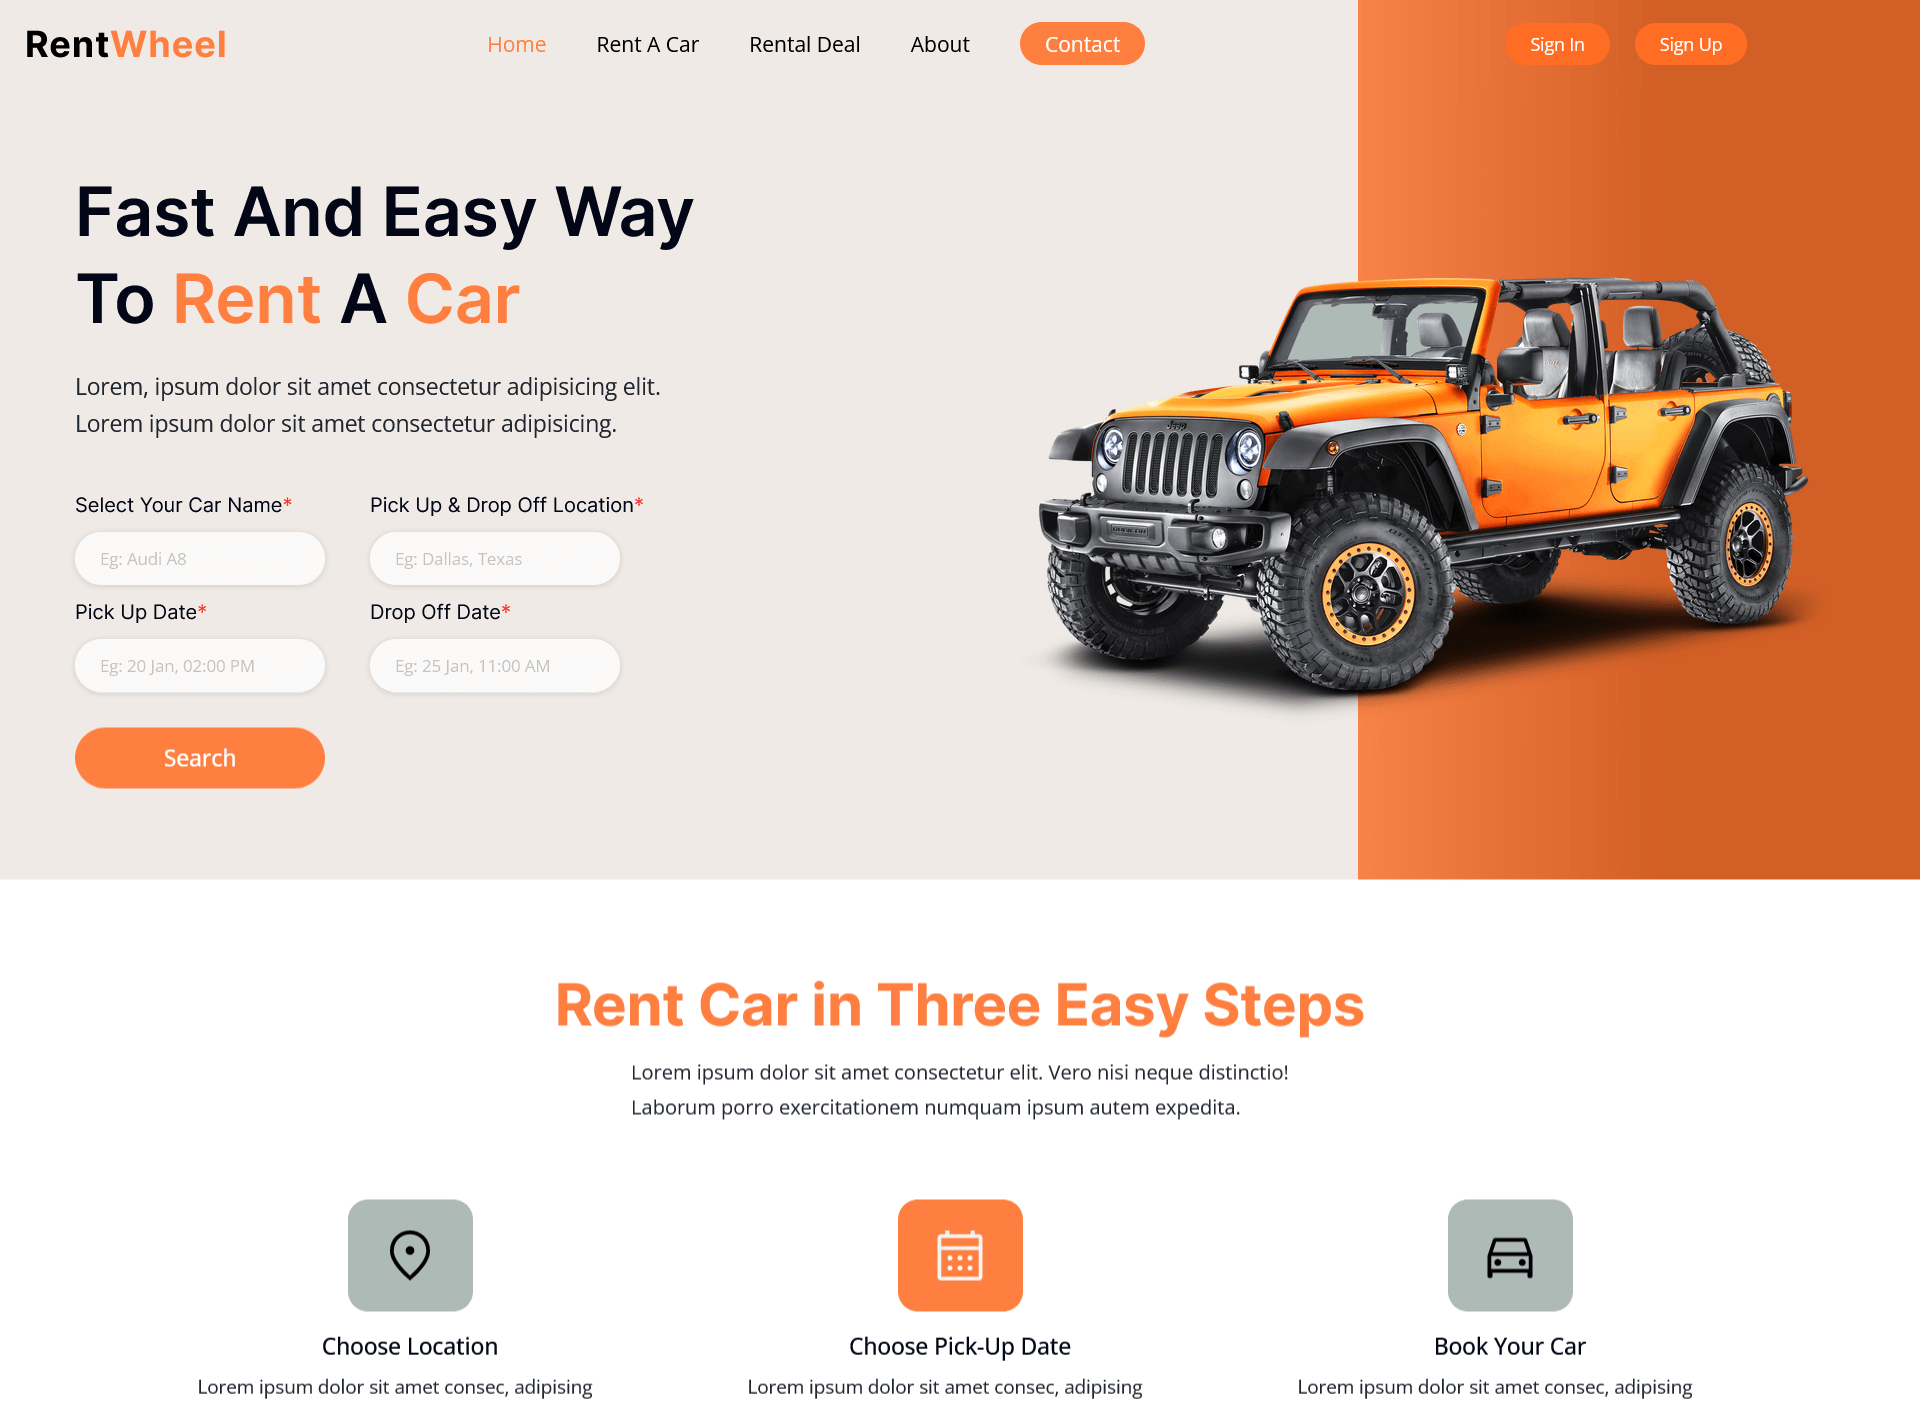 RentWheel
Home
Rent A Car
Rental Deal
About
Contact
Sign In
Sign Up
Fast And Easy Way
To Rent A Car
Lorem, ipsum dolor sit amet consectetur adipisicing elit.
Lorem ipsum dolor sit amet consectetur adipisicing.
Select Your Car Name*
Pick Up & Drop Off Location*
Eg: Audi A8
Eg: Dallas, Texas
Pick Up Date*
Drop Off Date*
Eg: 20 Jan, 02:00 PM
Eg: 25 Jan, 11:00 AM
Search
Jeep
RUBICON
Rent Car in Three Easy Steps
Lorem ipsum dolor sit amet consectetur elit. Vero nisi neque distinctio!
Laborum porro exercitationem numquam ipsum autem expedita.
Choose Location
Lorem ipsum dolor sit amet consec, adipising
Choose Pick-Up Date
Lorem ipsum dolor sit amet consec, adipising
Book Your Car
Lorem ipsum dolor sit amet consec, adipising